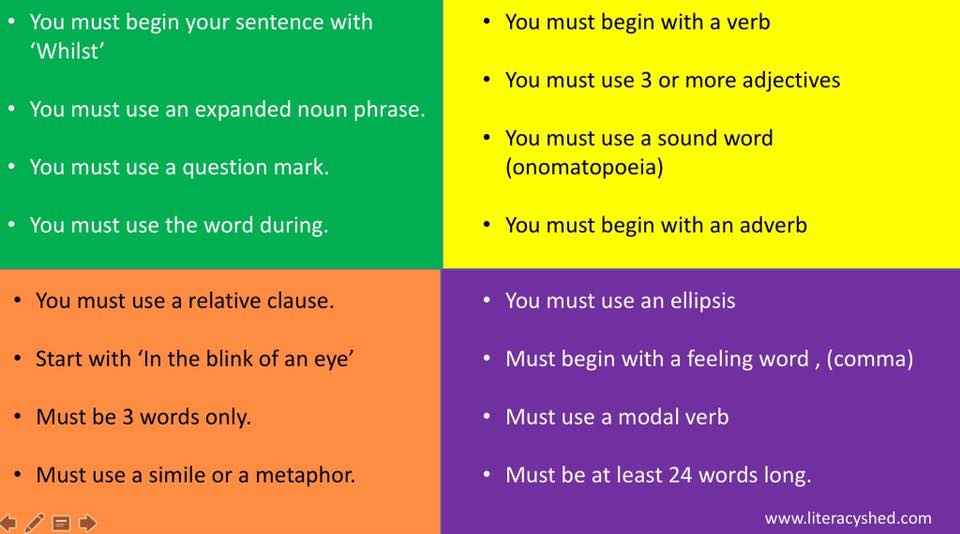 • You must begin your sentence with
‘Whilst’
• You must use an expanded noun phrase.
• You must use a question mark.
• You must use the word during.
• You must begin with a verb
• You must use 3 or more adjectives
• You must use a sound word
(onomatopoeia)
• You must begin with an adverb
• You must use a relative clause.
• Start with ‘In the blink of an eye’
• Must be 3 words only.
• Must use a simile or a metaphor.
• You must use an ellipsis
• Must begin with a feeling word , (comma)
• Must use a modal verb
• Must be at least 24 words long.
www.literacyshed.com